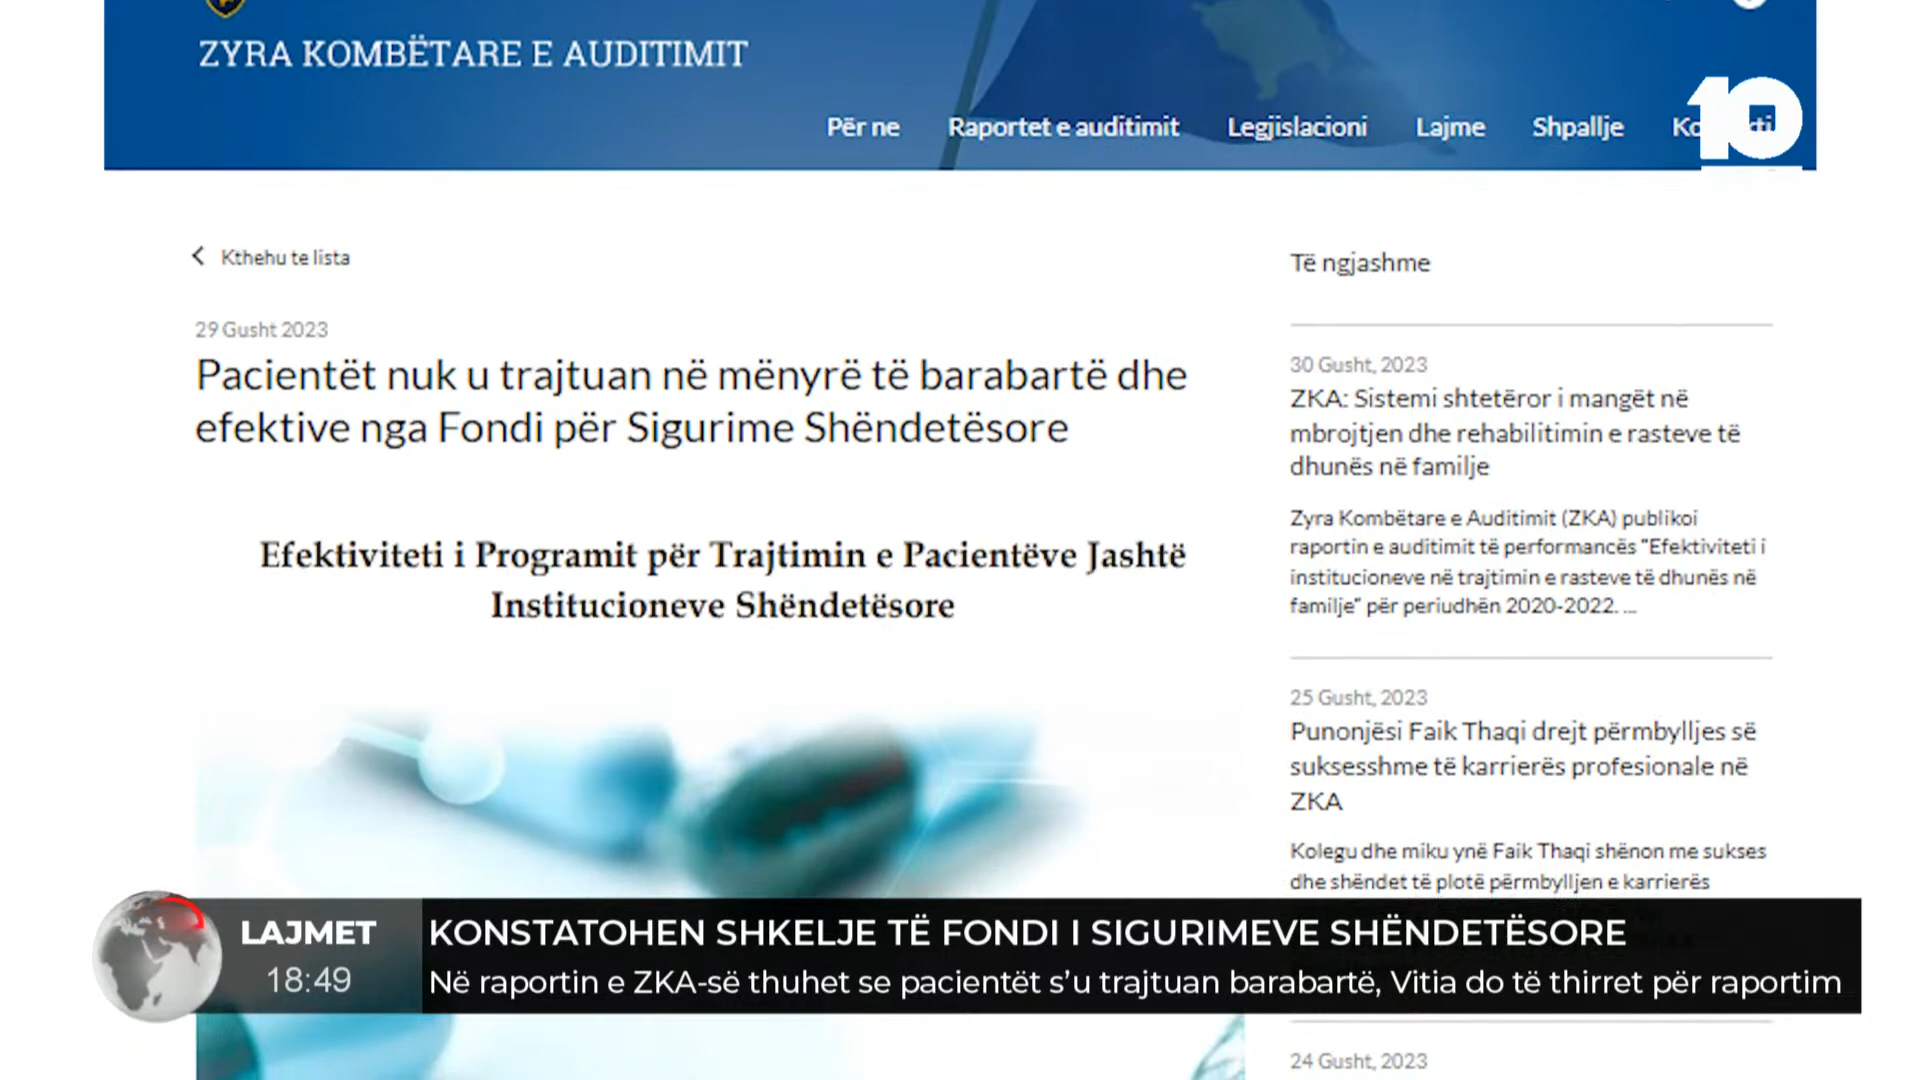 ZYRA KOMBËTARE E AUDITIMIT
10
Për ne Raportet e auditimit Legjislacioni Lajme Shpallje
Kthehu te lista
29 Gusht 2023
Pacientët nuk u trajtuan në mënyrë të barabartë dhe
efektive nga Fondi për Sigurime Shëndetësore
Efektiviteti i Programit për Trajtimin e Pacientëve Jashtë
Institucioneve Shëndetësore
Të ngjashme
30 Gusht, 2023
ZKA: Sistemi shtetëror i mangët në
mbrojtjen dhe rehabilitimin e rasteve të
dhunës në familje
Zyra Kombëtare e Auditimit (ZKA) publikoi
raportin e auditimit të performancës “Efektiviteti i
institucioneve në trajtimin e rasteve të dhunës në
familje” për periudhën 2020-2022. ...
25 Gusht, 2023
Punonjësi Faik Thaqi drejt përmbylljes së
suksesshme të karrierës profesionale në
ZKA
Kolegu dhe miku ynë Faik Thaqi shënon me sukses
dhe shëndet të plotë përmbylljen e karrierës
24 Gusht, 2023
LAJMET
18:49
KONSTATOHEN SHKELJE TË FONDI I SIGURIMEVE SHËNDETËSORE
Në raportin e ZKA-së thuhet se pacientët s’u trajtuan barabartë, Vitia do të thirret për raportim